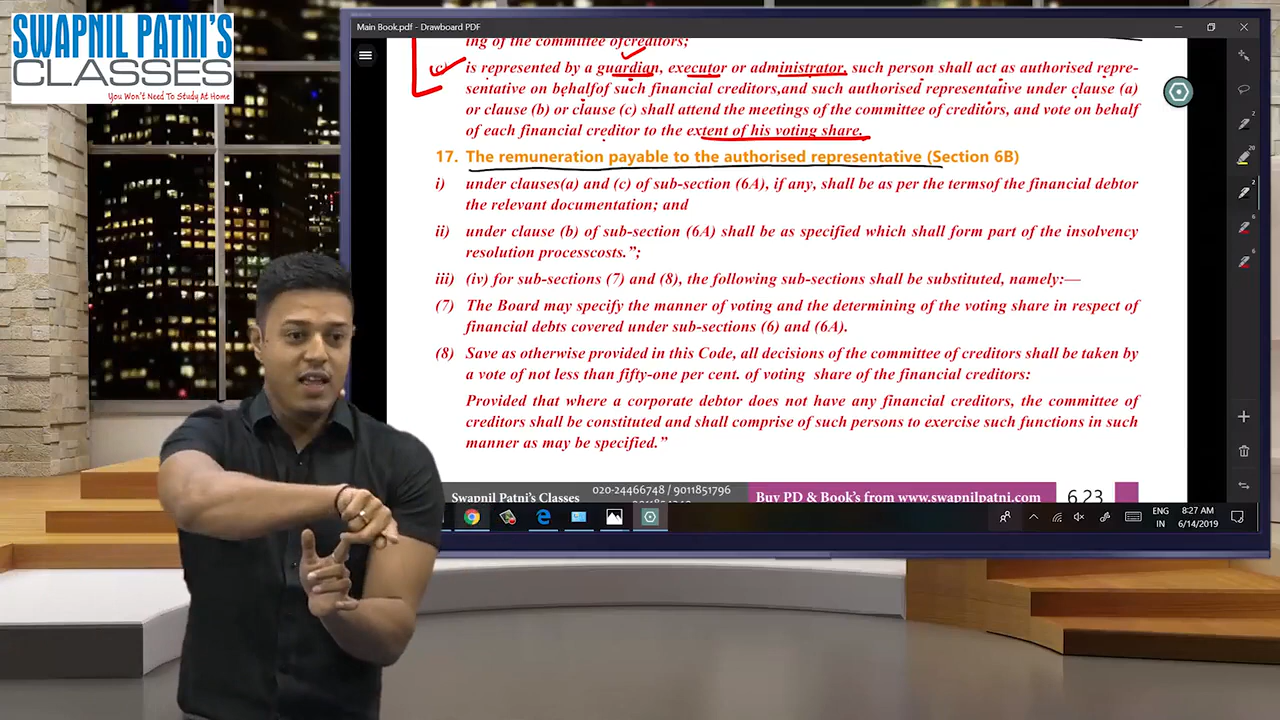 SWAPNIL PATNI'S
CLASSES
You Won't Need To Study At Home
Main Book.pdf - Drawboard PDF
ing of the committee ofcreditors;
(c) is represented by a guardian, executor or administrator, such person shall act as authorised repre-
sentative on behalfof such financial creditors,and such authorised representative under clause (a)
or clause (b) or clause (c) shall attend the meetings of the committee of creditors, and vote on behalf
of each financial creditor to the extent of his voting share.
17. The remuneration payable to the authorised representative (Section 6B)
i) under clauses(a) and (c) of sub-section (6A), if any, shall be as per the termsof the financial debtor
the relevant documentation; and
ii) under clause (b) of sub-section (6A) shall be as specified which shall form part of the insolvency
resolution processcosts.”;
iii) (iv) for sub-sections (7) and (8), the following sub-sections shall be substituted, namely:—
(7) The Board may specify the manner of voting and the determining of the voting share in respect of
financial debts covered under sub-sections (6) and (6A).
(8) Save as otherwise provided in this Code, all decisions of the committee of creditors shall be taken by
a vote of not less than fifty-one per cent. of voting share of the financial creditors:
Provided that where a corporate debtor does not have any financial creditors, the committee of
creditors shall be constituted and shall comprise of such persons to exercise such functions in such
manner as may be specified.”
Swapnil Patni's Classes
020-24466748 / 9011851796
Buy PD & Book's from www.swapnilpatni.com
6.23
ENG
IN
8:27 AM
6/14/2019